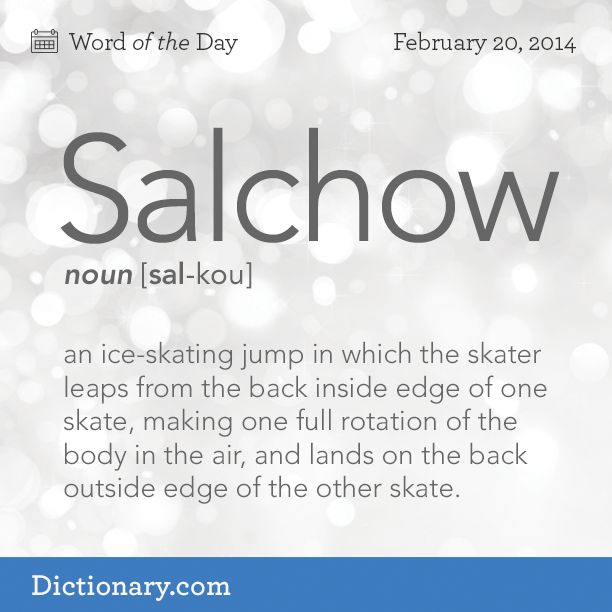 Word of the Day
February 20, 2014
Salchow
noun [sal-kou]
an ice-skating jump in which the skater
leaps from the back inside edge of one
skate, making one full rotation of the
body in the air, and lands on the back
outside edge of the other skate.
Dictionary.com